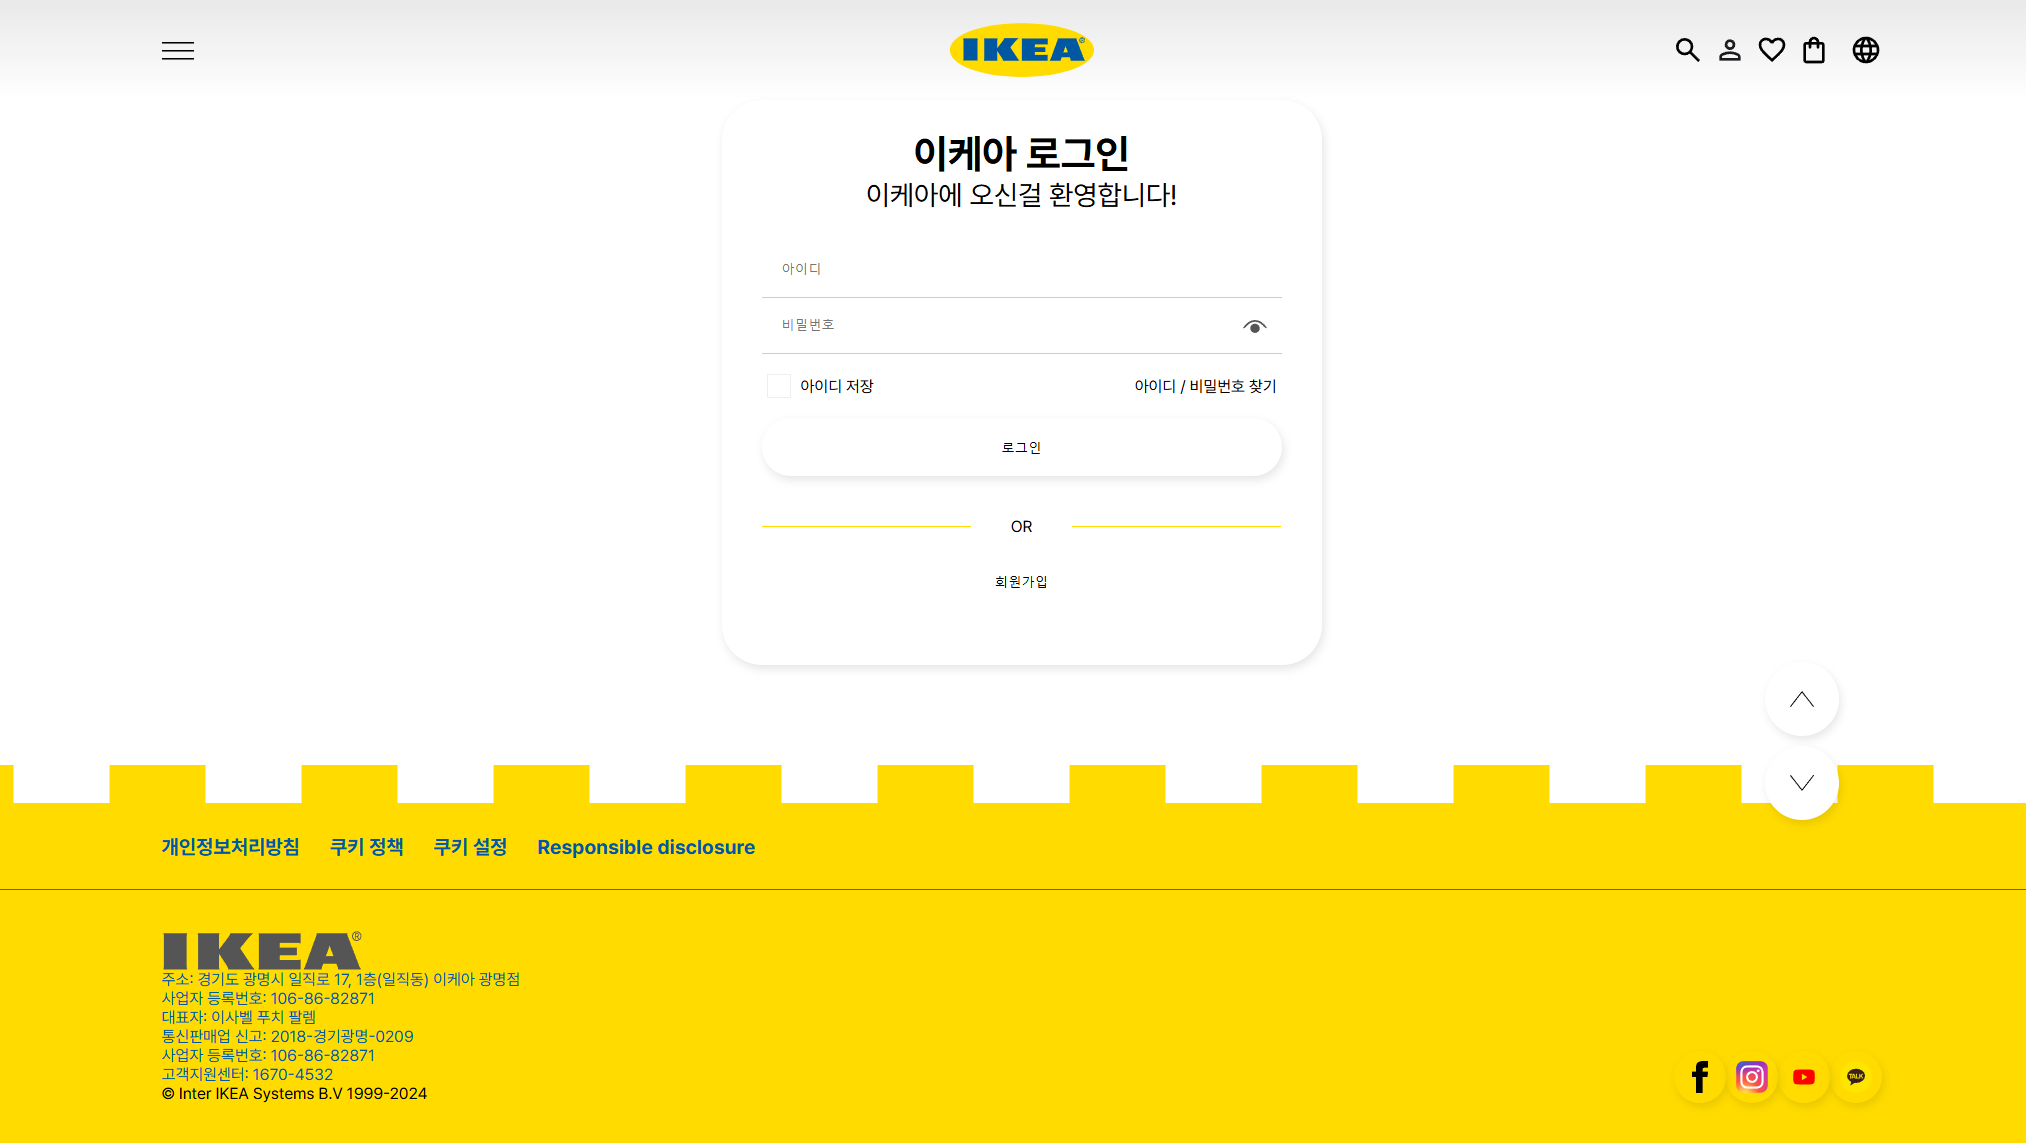 IKEA®
이케아 로그인
이케아에 오신걸 환영합니다!
아이디
비밀번호
아이디 저장
아이디 / 비밀번호 찾기
로그인
OR
회원가입
개인정보처리방침 쿠키 정책 쿠키 설정 Responsible disclosure
IKEA®
주소: 경기도 광명시 일직로 17, 1층(일직동) 이케아 광명점
사업자 등록번호: 106-86-82871
대표자: 이사벨 푸치 팔렘
통신판매업 신고: 2018-경기광명-0209
사업자 등록번호: 106-86-82871
고객지원센터: 1670-4532
© Inter IKEA Systems B.V 1999-2024
TALK